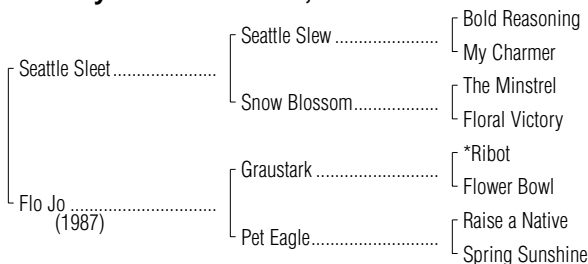 Bold Reasoning
Seattle Slew ....................
My Charmer
Seattle Sleet.....................
The Minstrel
Snow Blossom.................
Floral Victory
*Ribot
Graustark ........................
Flower Bowl
Flo Jo ..............................
(1987)
Raise a Native
Pet Eagle.........................
Spring Sunshine